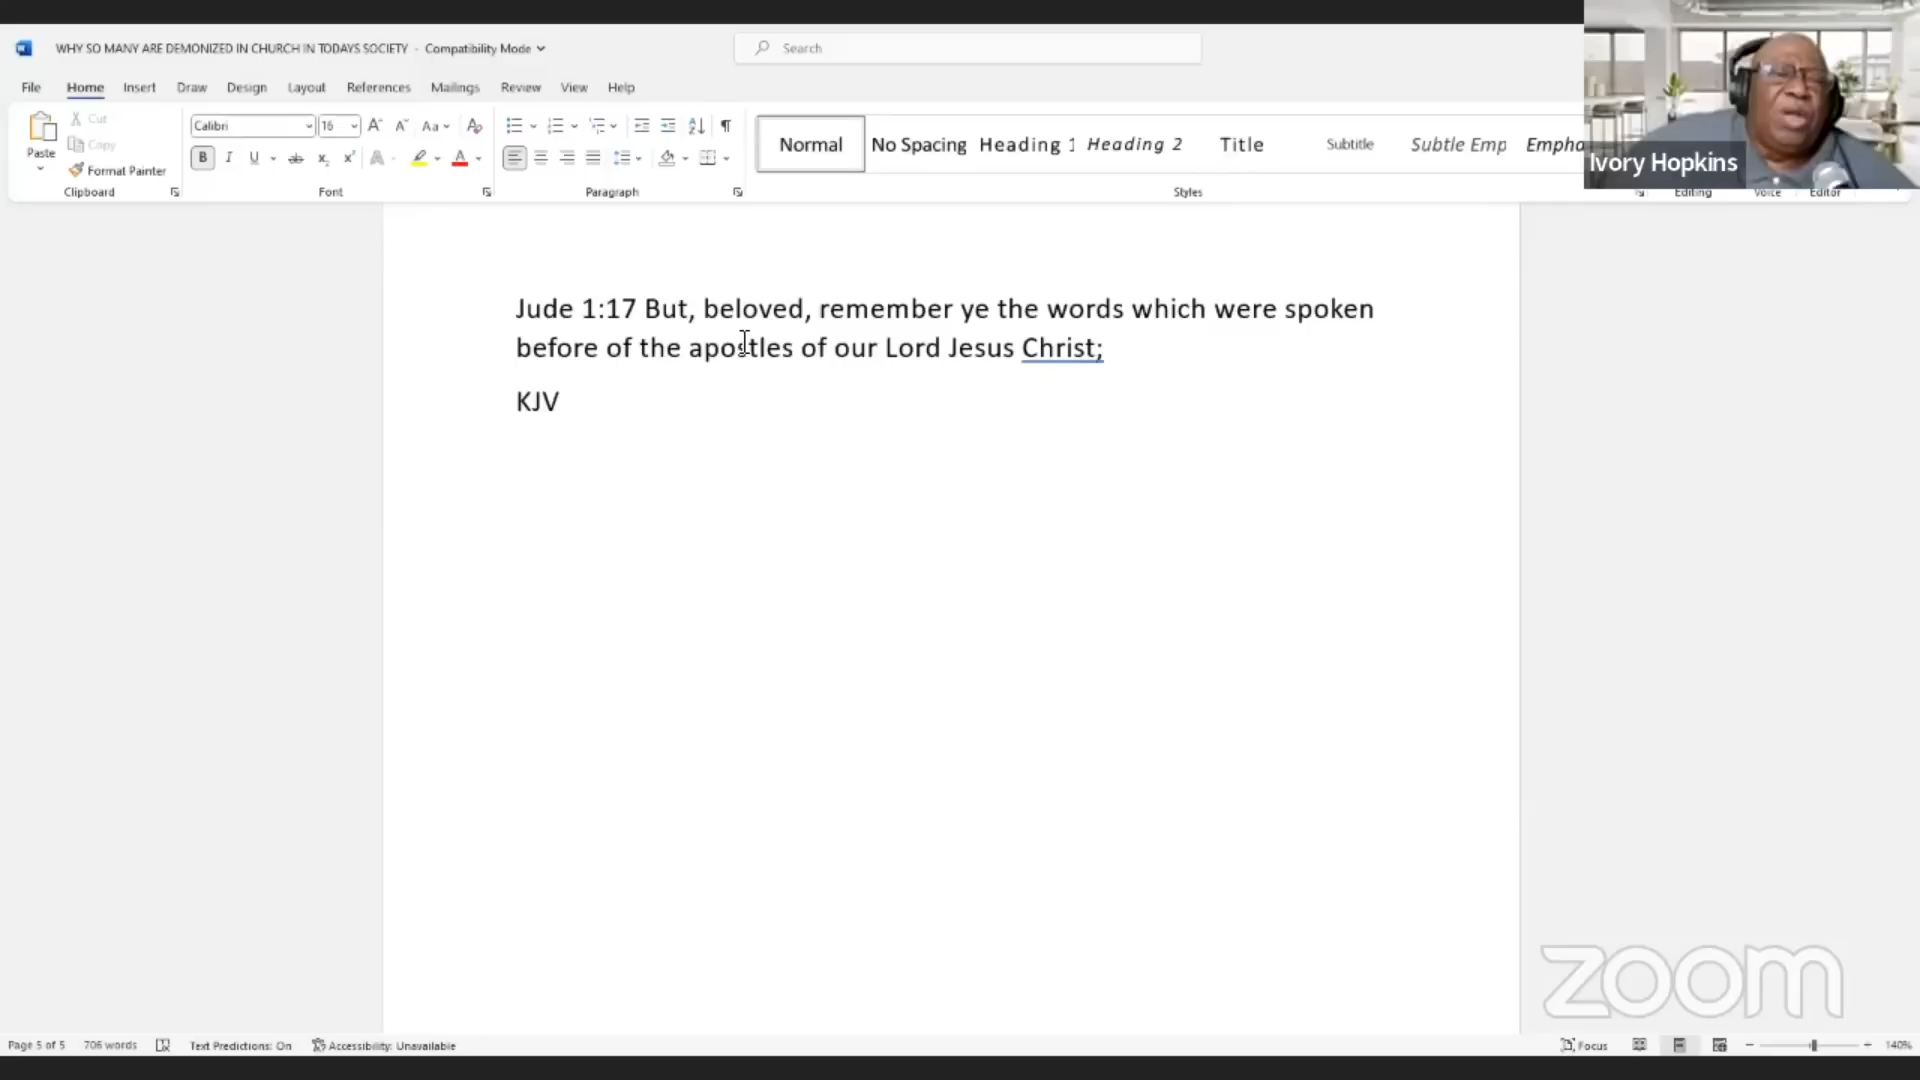 WHY SO MANY ARE DEMONIZED IN CHURCH IN TODAYS SOCIETY - Compatibility Mode
Search
File Home Insert Draw Design Layout References Mailings Review View Help
Paste
Cut
Copy
Format Painter
Clipboard
Calibri 16
Font
Paragraph
Normal No Spacing Heading 1 Heading 2 Title Subtitle Subtle Emp Empha
Styles
Editing Voice Editor
Ivory Hopkins
Jude 1:17 But, beloved, remember ye the words which were spoken
before of the apostles of our Lord Jesus Christ;
KJV
zoom
Page 5 of 5 706 words Text Predictions: On Accessibility: Unavailable Focus 140%